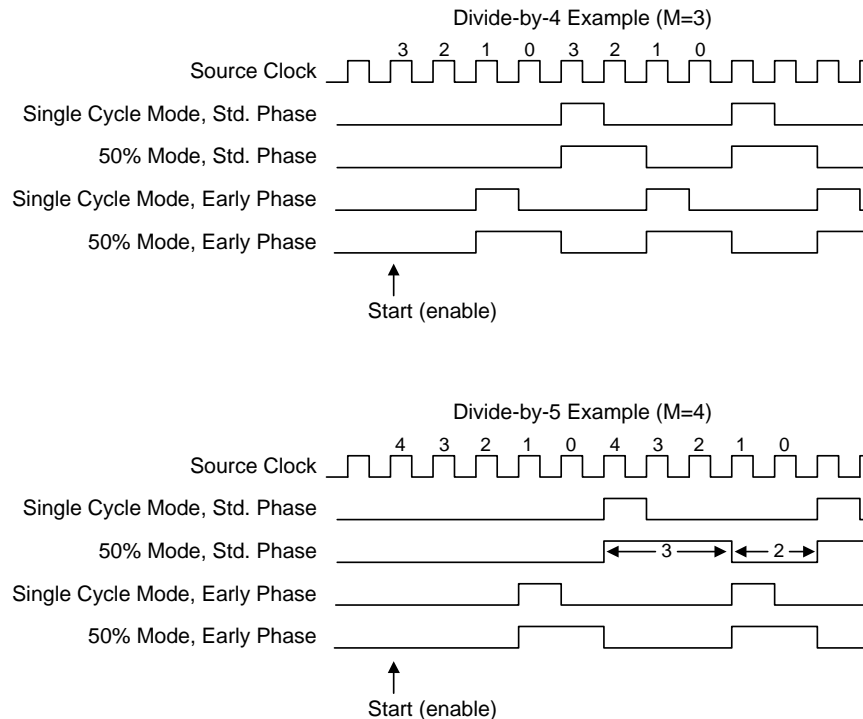 Divide-by-4 Example (M=3)
3 2 1 0 3 2 1 0
Source Clock
Single Cycle Mode, Std. Phase
50% Mode, Std. Phase
Single Cycle Mode, Early Phase
50% Mode, Early Phase
Start (enable)
Divide-by-5 Example (M=4)
4 3 2 1 0 4 3 2 1 0
Source Clock
Single Cycle Mode, Std. Phase
50% Mode, Std. Phase 3 2
Single Cycle Mode, Early Phase
50% Mode, Early Phase
Start (enable)